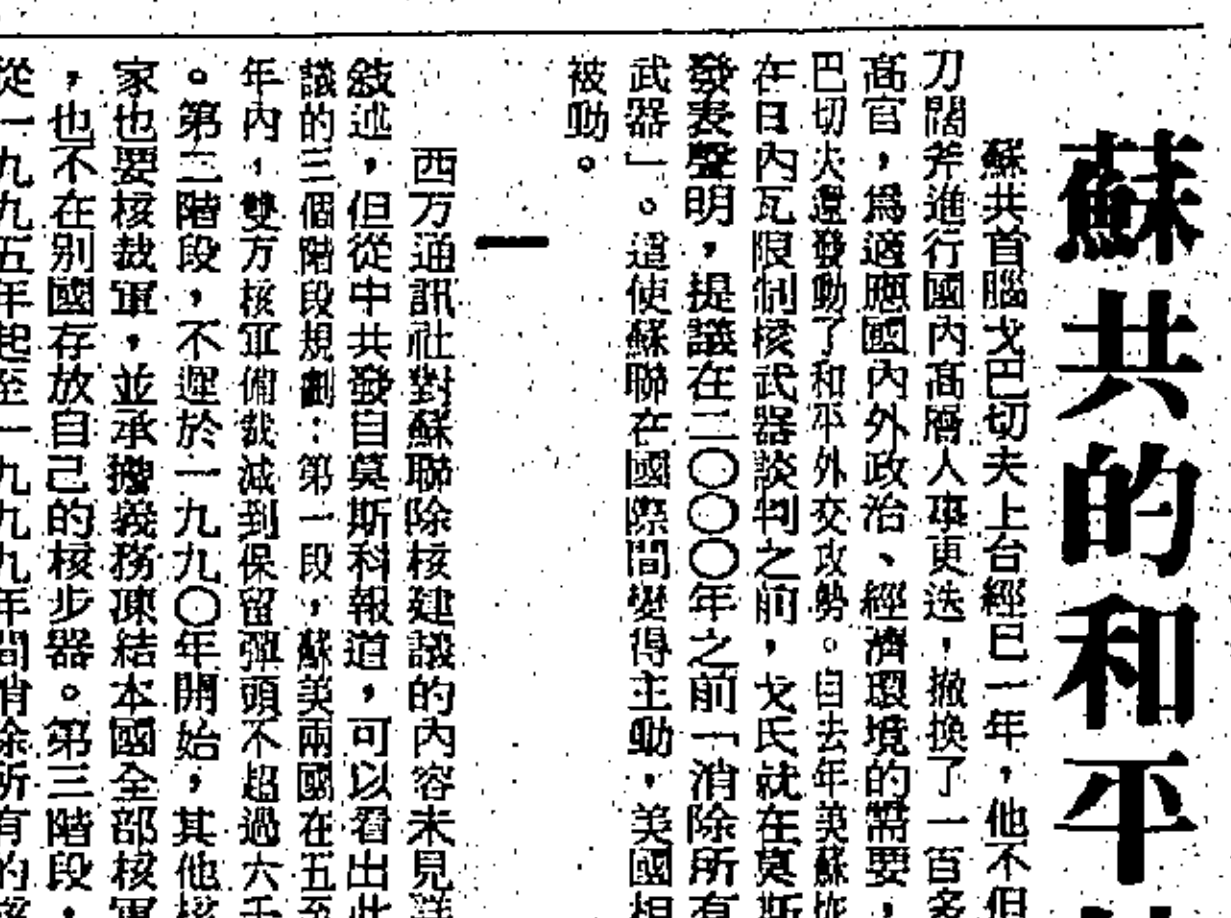 蘇共的和平
蘇共首腦戈巴切夫上台經巳一年，他不但
刀闊斧進行國內高層人事更迭，撤換了一百多
高官，爲適應國內外政治、經濟環境的需要，
巴切夫還發動了和平外交攻勢。自去年美蘇恢
在日內瓦限制核武器談判之前，戈氏就在莫斯
發表聲明，提議在二〇〇〇年之前「消除所有
武器」。這使蘇聯在國際間變得主動，美國相
被動。
一
西方通訊社對蘇聯除核建議的內容未見詳
敍述，但從中共發自莫斯科報道，可以看出此
議的三個階段規劃：第一段，蘇美兩國在五至
年內，雙方核軍備裁減到保留彈頭不超過六千
。第二階段，不遲於一九九〇年開始，其他核
家也要核裁軍，並承擔義務凍結本國全部核軍
，也不在别國存放自己的核步器。第三階段，
從一九九五年起至一九九九年間消除所有的核